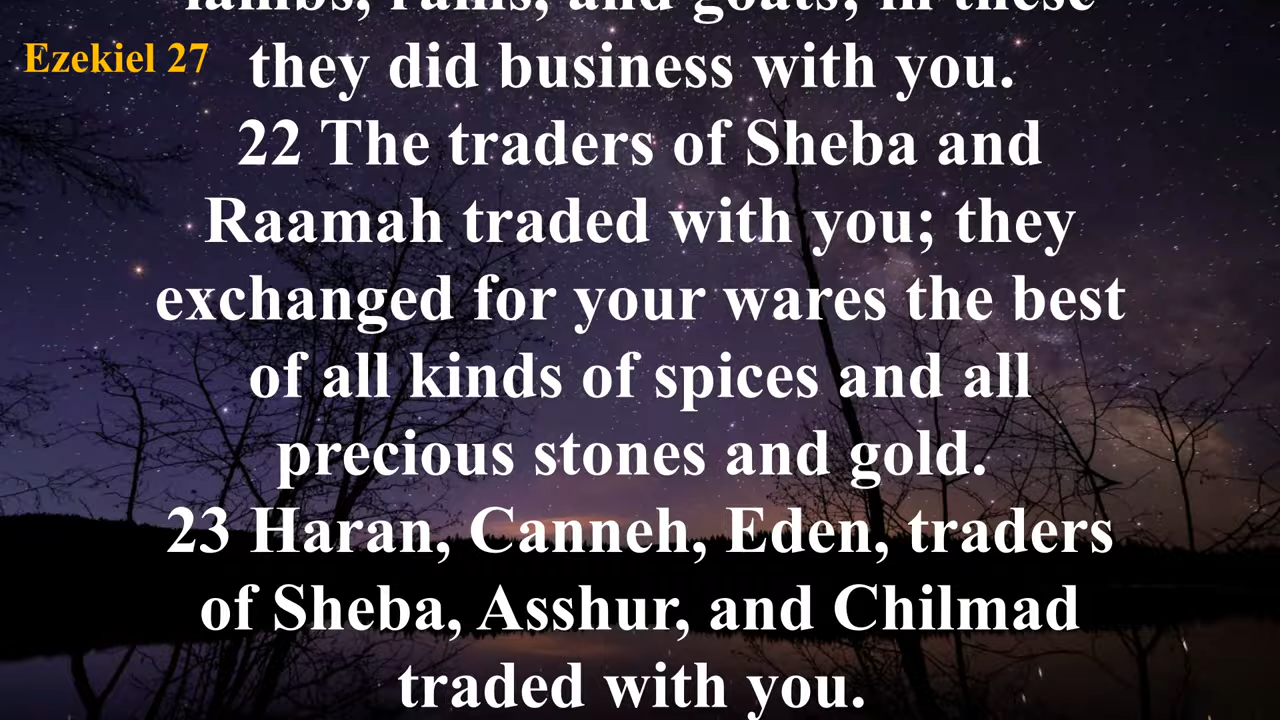 lambs, rams, and goats; in these
Ezekiel 27
they did business with you.
22 The traders of Sheba and
Raamah traded with you; they
exchanged for your wares the best
of all kinds of spices and all
precious stones and gold.
23 Haran, Canneh, Eden, traders
of Sheba, Asshur, and Chilmad
traded with you.